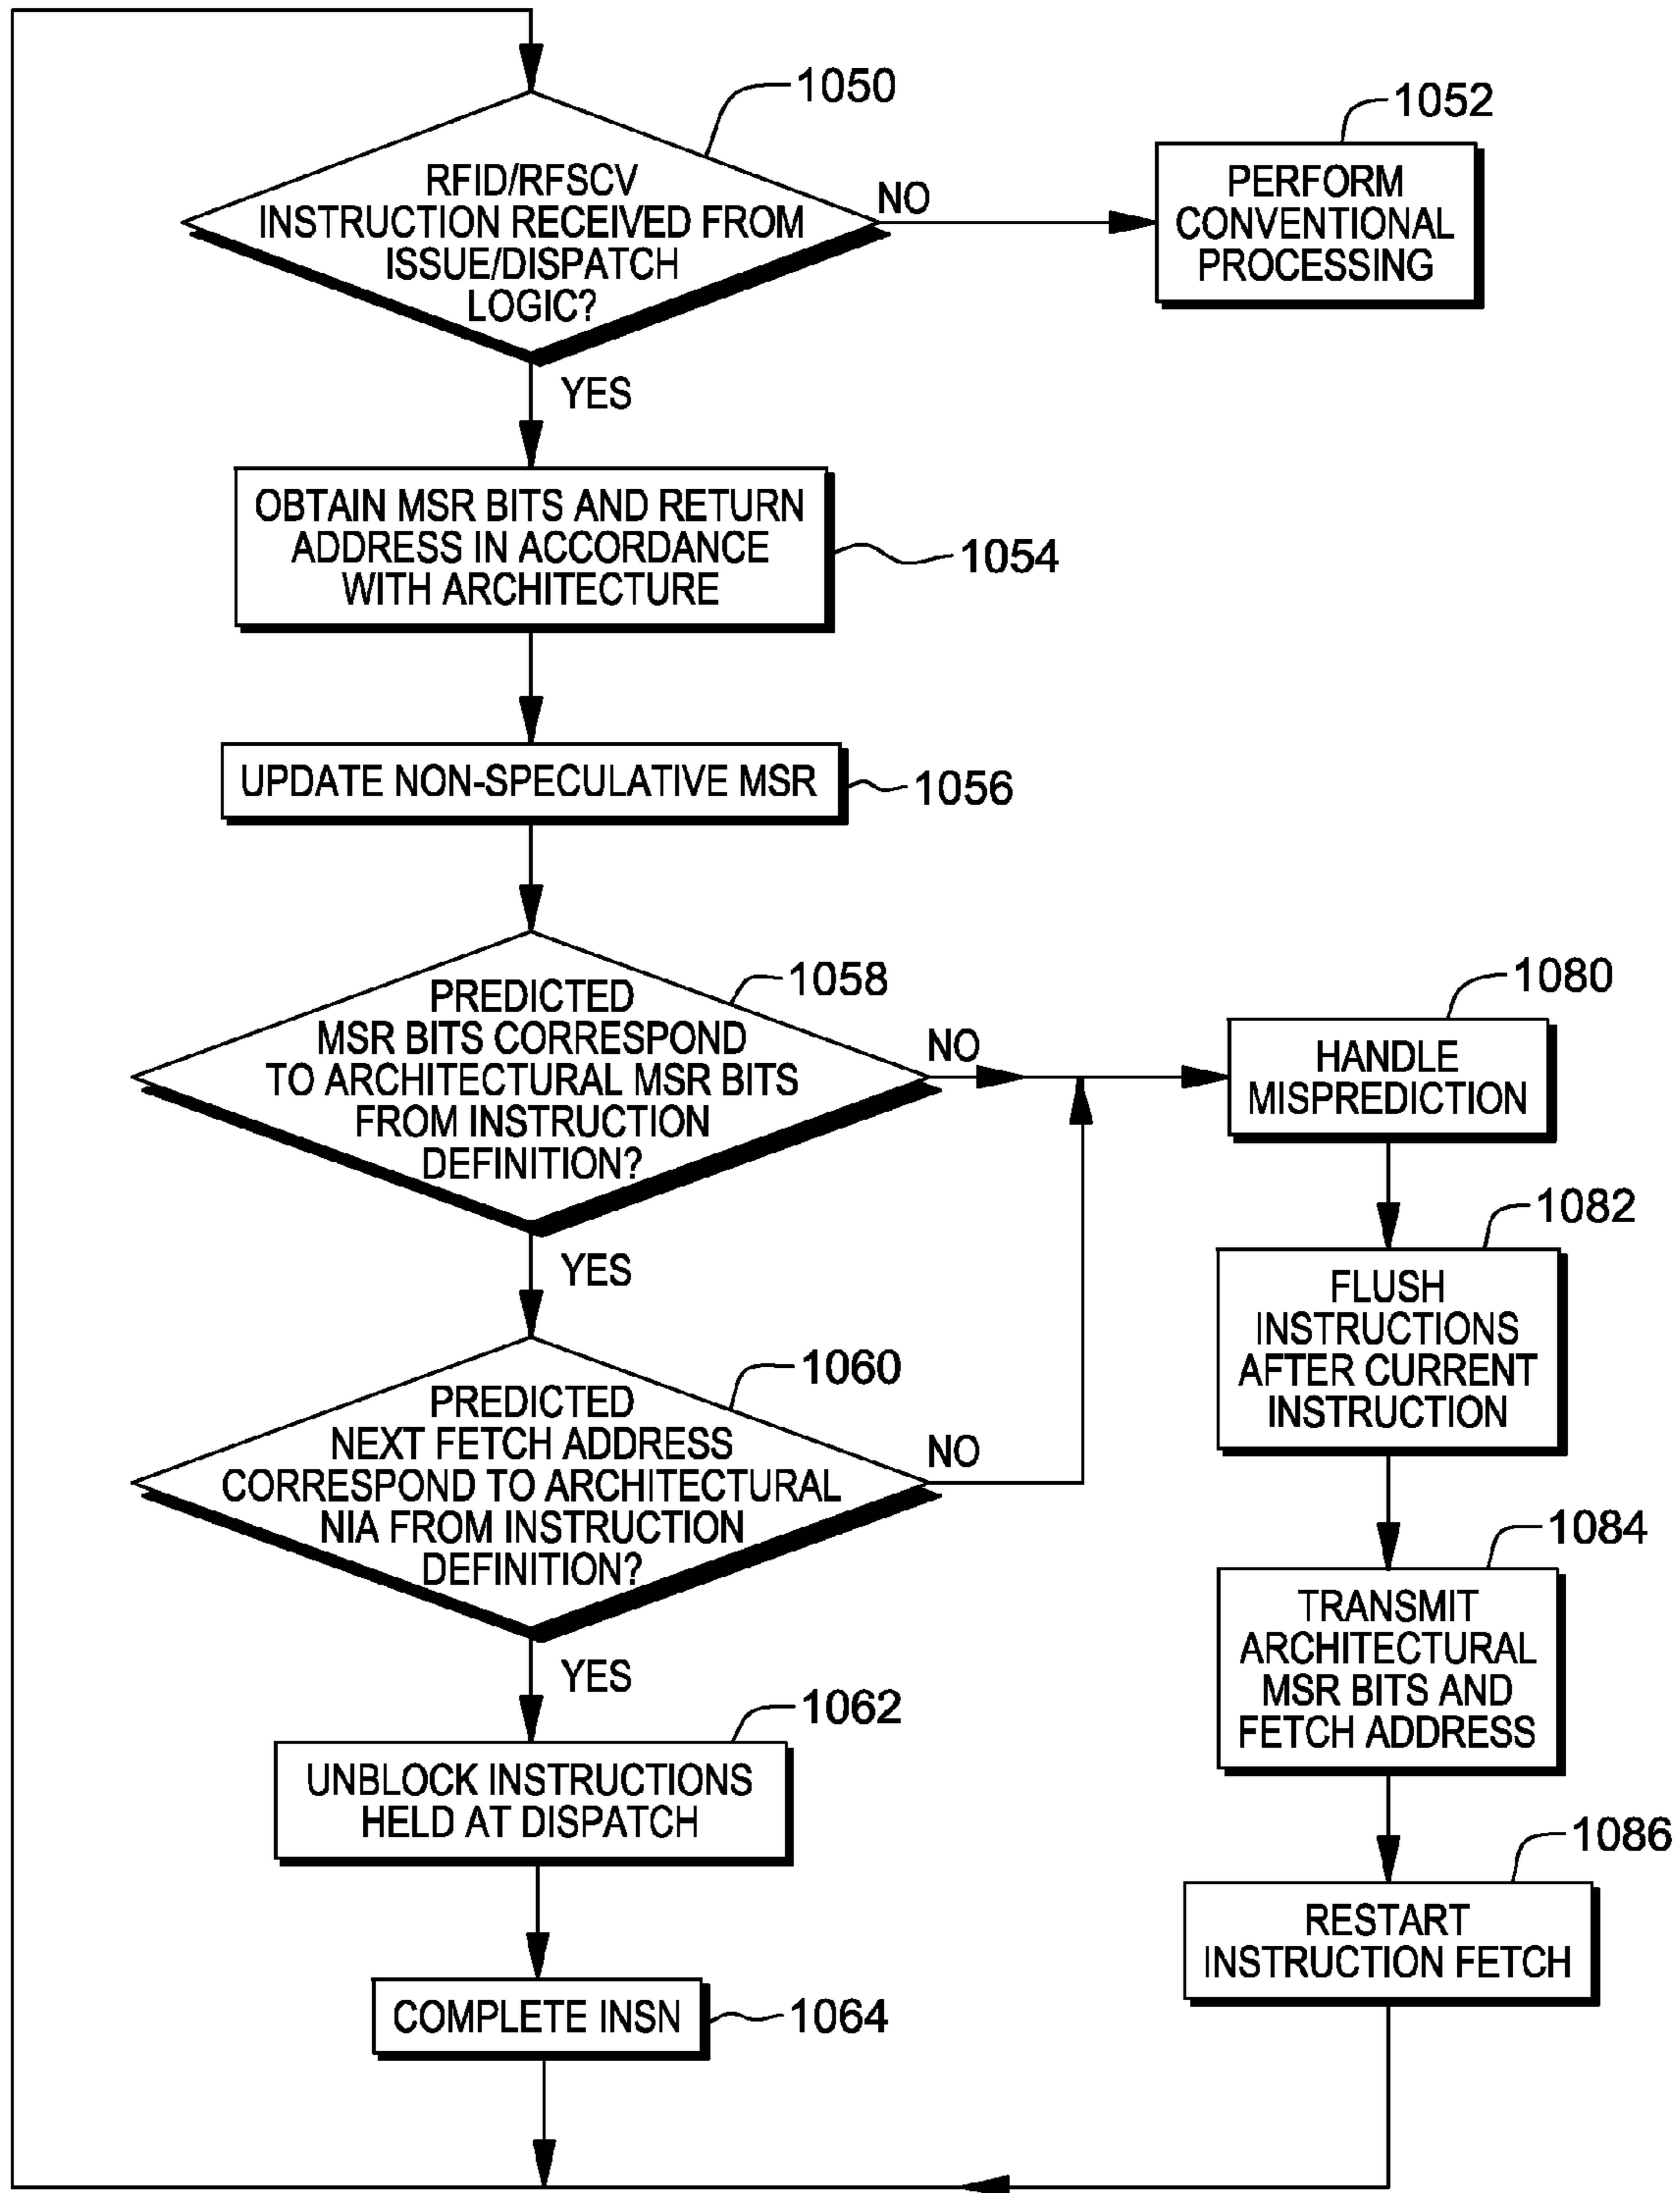 1050
RFID/RFSCV
INSTRUCTION RECEIVED FROM
ISSUE/DISPATCH
LOGIC?
NO
1052
PERFORM
CONVENTIONAL
PROCESSING
YES
OBTAIN MSR BITS AND RETURN
ADDRESS IN ACCORDANCE
WITH ARCHITECTURE
1054
UPDATE NON-SPECULATIVE MSR
1056
1058
PREDICTED
MSR BITS CORRESPOND
TO ARCHITECTURAL MSR BITS
FROM INSTRUCTION
DEFINITION?
NO
1080
HANDLE
MISPREDICTION
YES
1082
FLUSH
INSTRUCTIONS
AFTER CURRENT
INSTRUCTION
1060
PREDICTED
NEXT FETCH ADDRESS
CORRESPOND TO ARCHITECTURAL
NIA FROM INSTRUCTION
DEFINITION?
NO
1084
TRANSMIT
ARCHITECTURAL
MSR BITS AND
FETCH ADDRESS
YES
1062
UNBLOCK INSTRUCTIONS
HELD AT DISPATCH
1086
RESTART
INSTRUCTION FETCH
COMPLETE INSN
1064